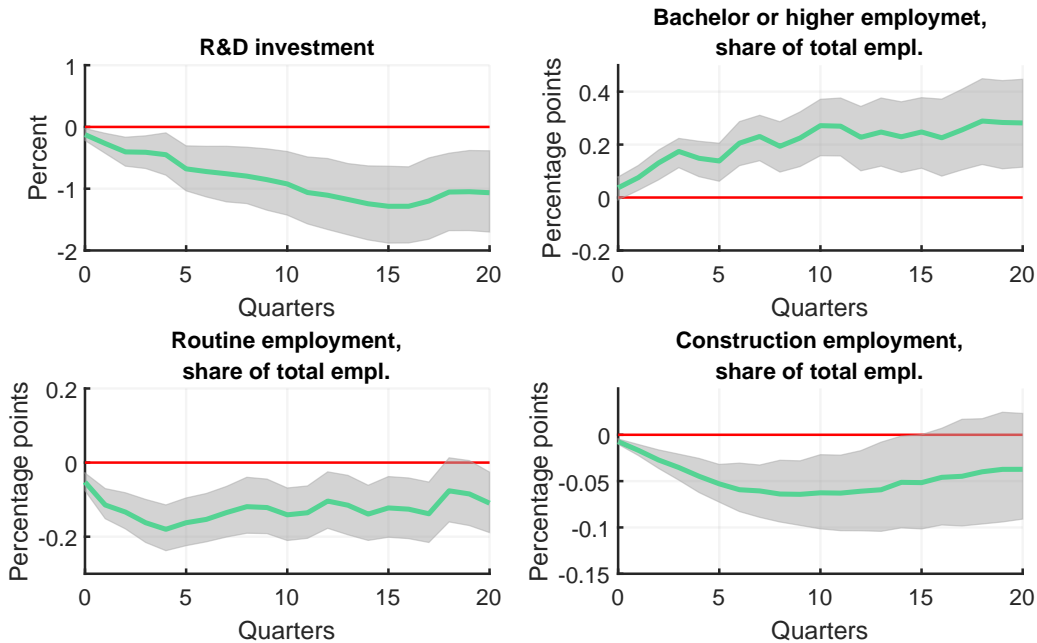 R&D investment
1
0
-1
-2
Percent
0 5 10 15 20
Quarters
Bachelor or higher employmet,
share of total empl.
0.4
0.2
0
-0.2
Percentage points
0 5 10 15 20
Quarters
Routine employment,
share of total empl.
0.2
0
-0.2
Percentage points
0 5 10 15 20
Quarters
Construction employment,
share of total empl.
0
-0.05
-0.1
-0.15
Percentage points
0 5 10 15 20
Quarters